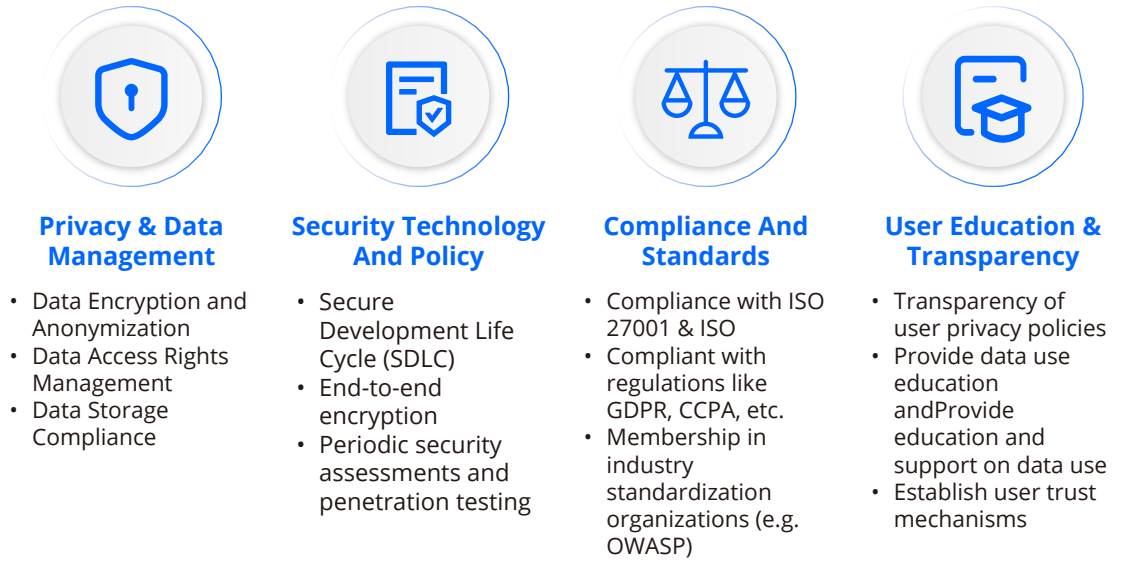 Privacy & Data
Management
• Data Encryption and
Anonymization
• Data Access Rights
Management
• Data Storage
Compliance
Security Technology
And Policy
• Secure
Development Life
Cycle (SDLC)
• End-to-end
encryption
• Periodic security
assessments and
penetration testing
Compliance And
Standards
• Compliance with ISO
27001 & ISO
• Compliant with
regulations like
GDPR, CCPA, etc.
• Membership in
industry
standardization
organizations (e.g.
OWASP)
User Education &
Transparency
• Transparency of
user privacy policies
• Provide data use
education
andProvide
education and
support on data use
• Establish user trust
mechanisms